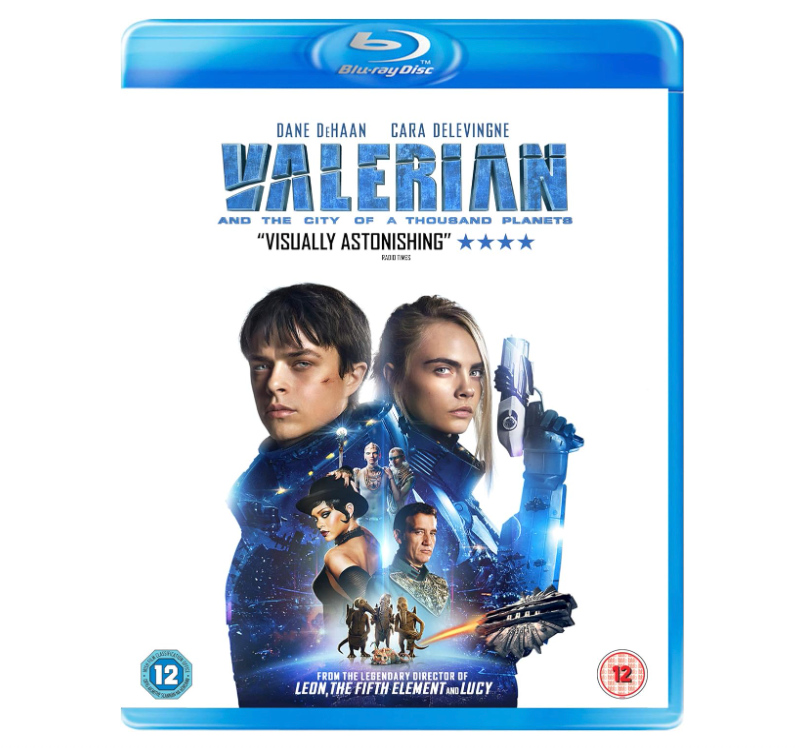 Blu-ray Disc™
DANE DeHAAN CARA DELEVINGNE
VALERIAN
AND THE CITY OF A THOUSAND PLANETS
“VISUALLY ASTONISHING” ★★★★
RADIO TIMES
12
12
FROM THE LEGENDARY DIRECTOR OF
LEON, THE FIFTH ELEMENT AND LUCY